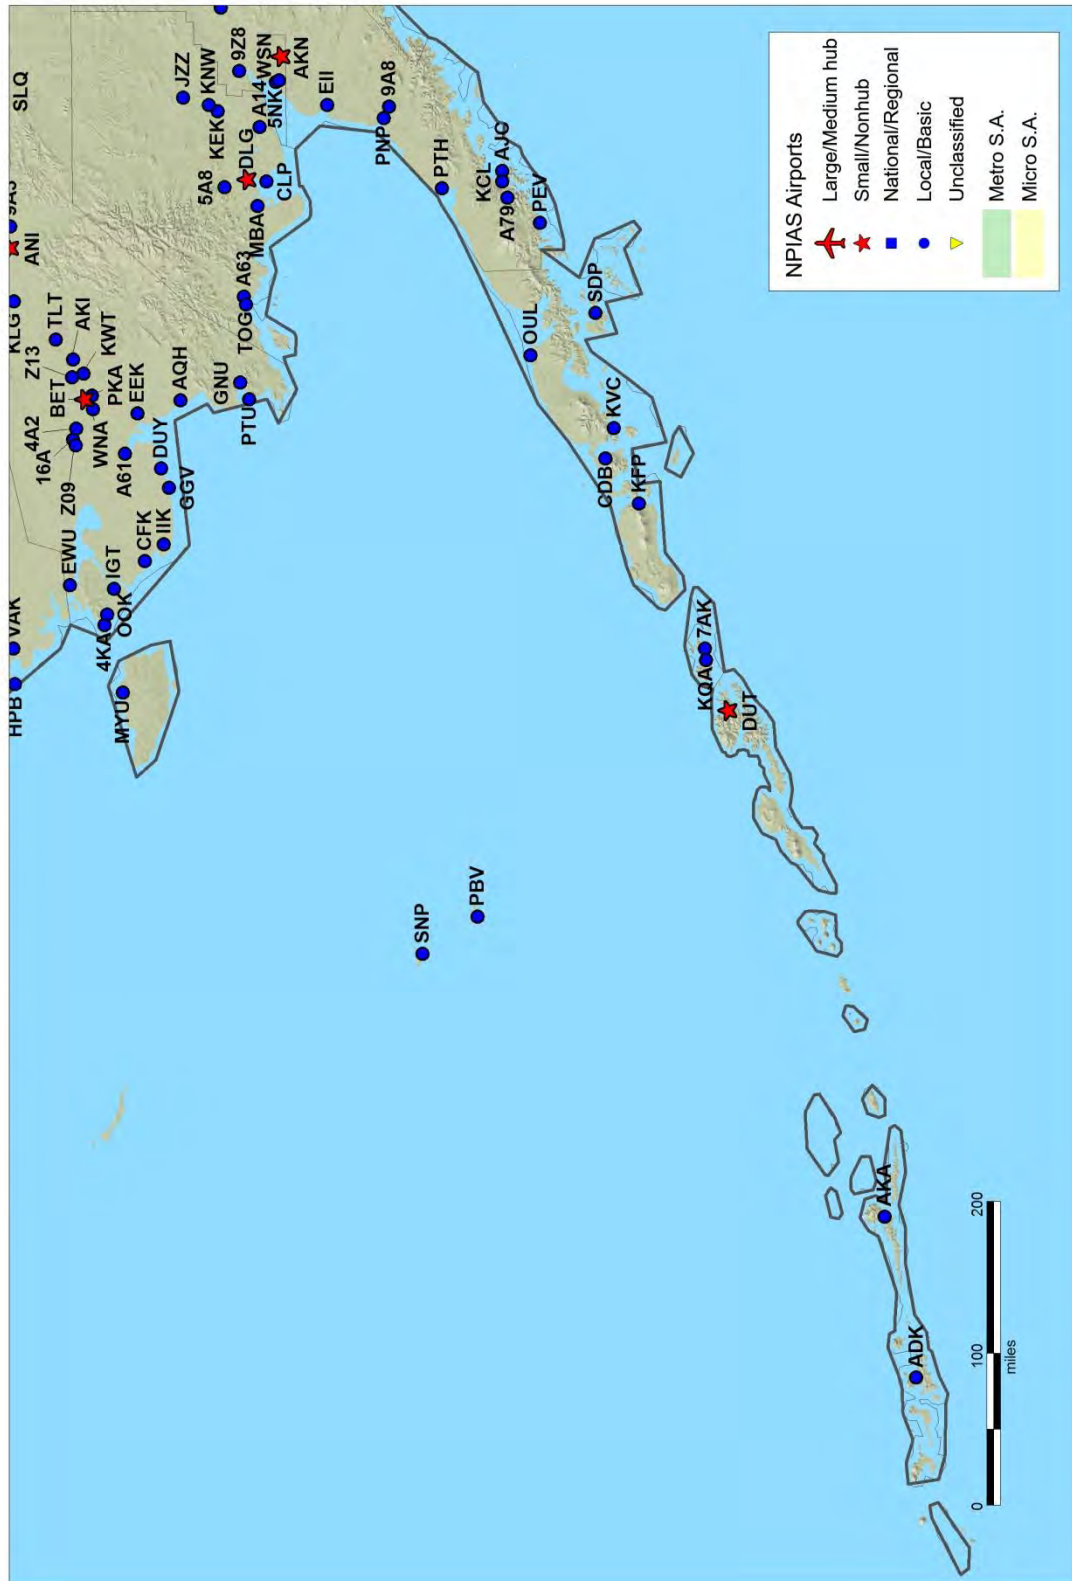 SLQ
9A3
ANI
KLG
TLT
AKI
KWT
Z13
BET
PKA
4A2
WNA
EEK
16A
Z09
A61
DUY
GGV
AQH
EWU
CFK
IIK
IGT
OOK
4KA
VAK
HPB
MYU
JZZ
KNW
KEK
9Z8
WSN
A14
5NK
AKN
DLG
5A8
CLP
MBA
A63
TOG
GNU
PTU
EII
9A8
PNP
PTH
AJC
KCL
A79
PEV
SDP
OUL
KVC
CDB
KFP
7AK
KQA
DUT
SNP
PBV
AKA
ADK
0
100
200
miles
NPIAS Airports
Large/Medium hub
Small/Nonhub
National/Regional
Local/Basic
Unclassified
Metro S.A.
Micro S.A.